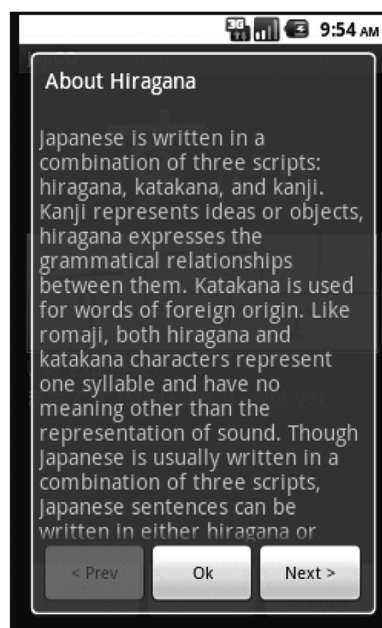 3G
9:54 AM
About Hiragana
Japanese is written in a
combination of three scripts:
hiragana, katakana, and kanji.
Kanji represents ideas or objects,
hiragana expresses the
grammatical relationships
between them. Katakana is used
for words of foreign origin. Like
romaji, both hiragana and
katakana characters represent
one syllable and have no
meaning other than the
representation of sound. Though
Japanese is usually written in a
combination of three scripts,
Japanese sentences can be
written in either hiragana or
< Prev
Ok
Next >